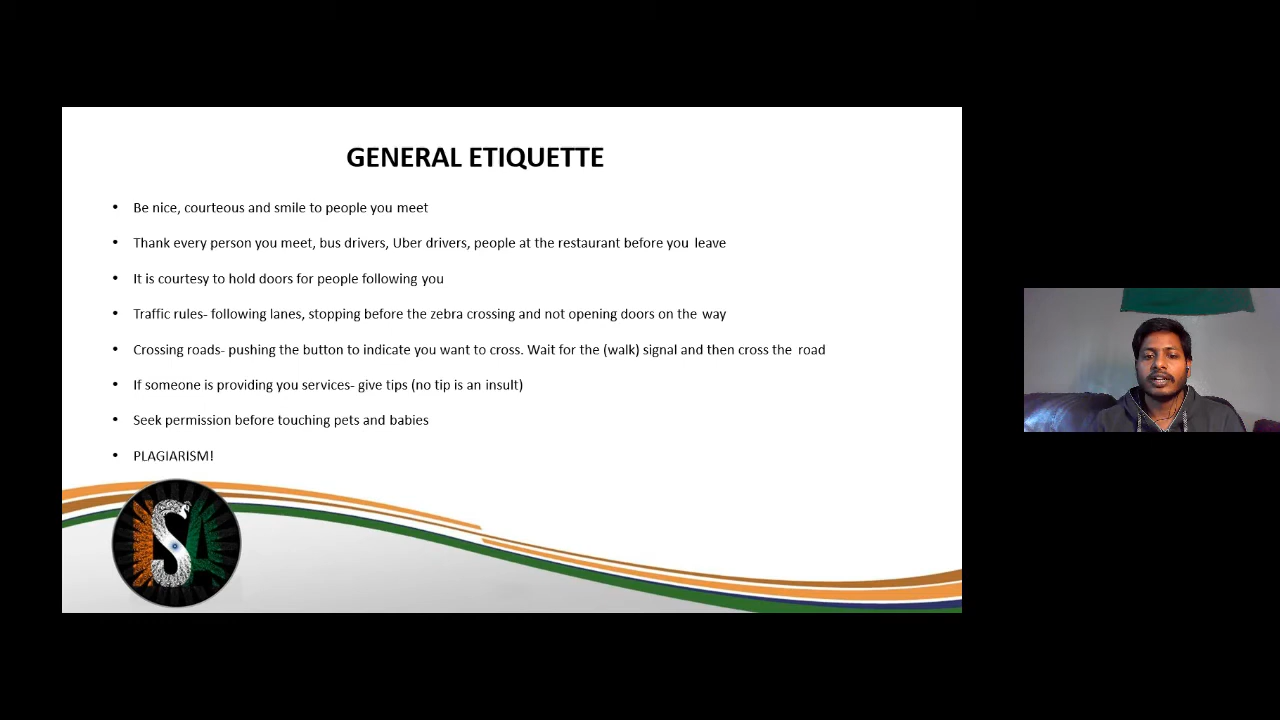 GENERAL ETIQUETTE
• Be nice, courteous and smile to people you meet
• Thank every person you meet, bus drivers, Uber drivers, people at the restaurant before you leave
• It is courtesy to hold doors for people following you
• Traffic rules- following lanes, stopping before the zebra crossing and not opening doors on the way
• Crossing roads- pushing the button to indicate you want to cross. Wait for the (walk) signal and then cross the road
• If someone is providing you services- give tips (no tip is an insult)
• Seek permission before touching pets and babies
• PLAGIARISM!
ISA